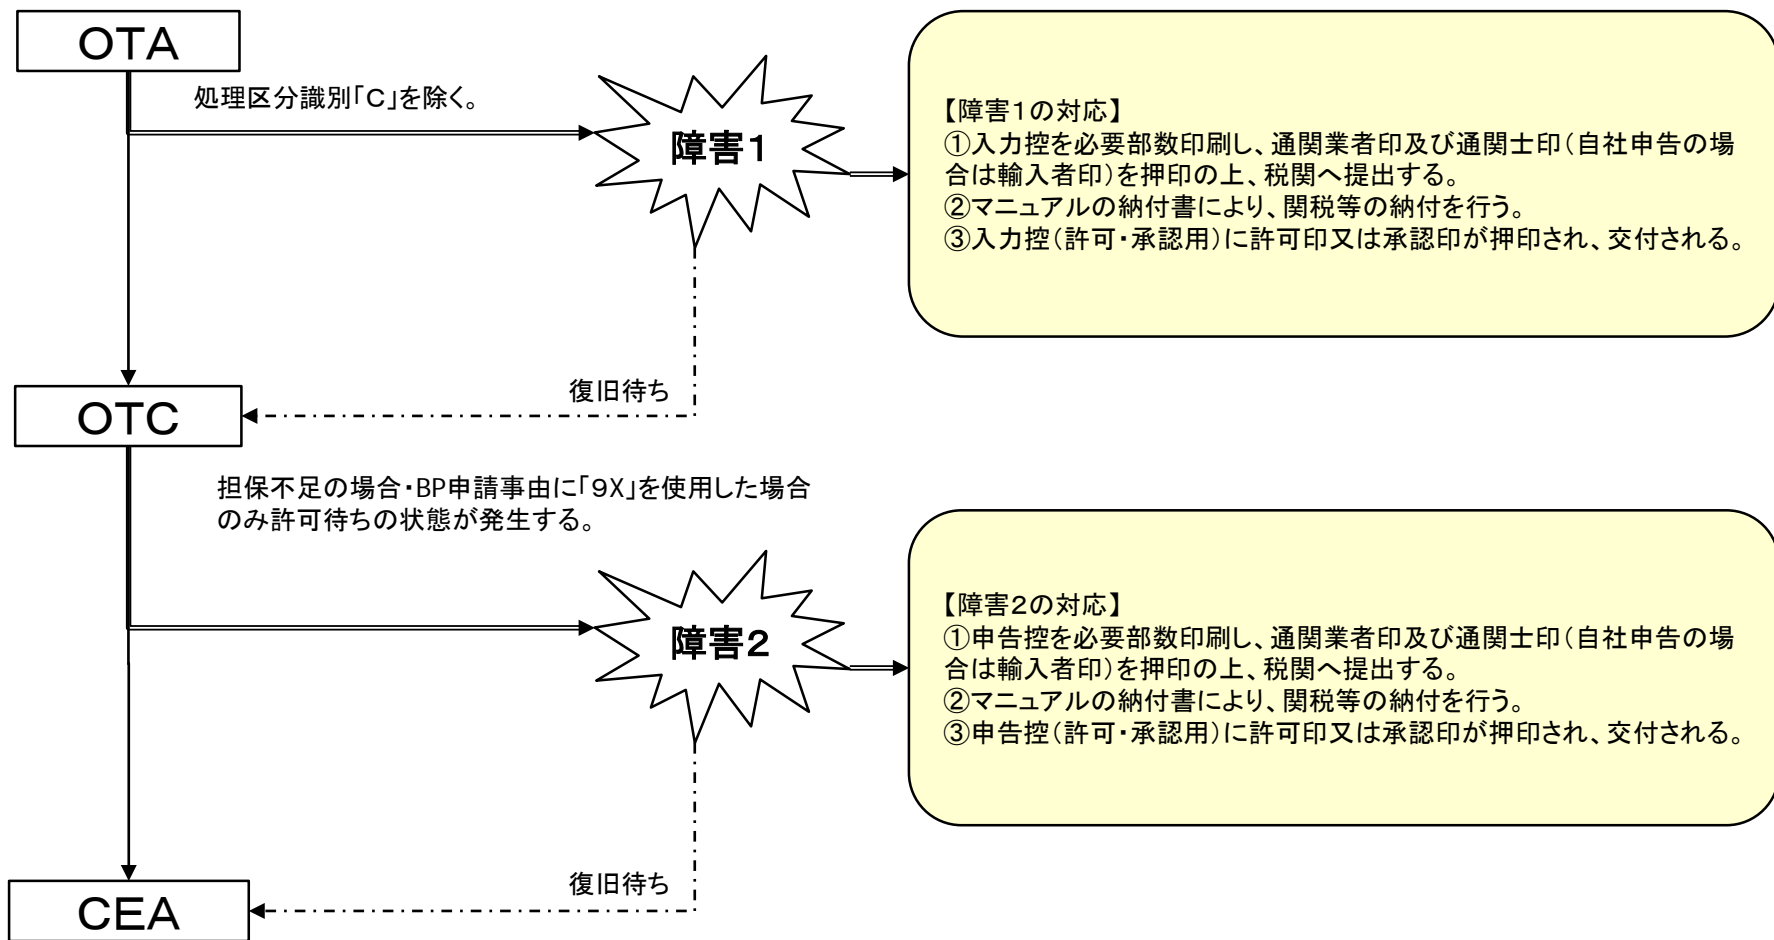 OTA
処理区分識別「C」を除く。
障害1
【障害1の対応】
①入力控を必要部数印刷し、通関業者印及び通関士印(自社申告の場
合は輸入者印)を押印の上、税関へ提出する。
②マニュアルの納付書により、関税等の納付を行う。
③入力控(許可・承認用)に許可印又は承認印が押印され、交付される。
復旧待ち
OTC
担保不足の場合・BP申請事由に「9X」を使用した場合
のみ許可待ちの状態が発生する。
障害2
【障害2の対応】
①申告控を必要部数印刷し、通関業者印及び通関士印(自社申告の場
合は輸入者印)を押印の上、税関へ提出する。
②マニュアルの納付書により、関税等の納付を行う。
③申告控(許可・承認用)に許可印又は承認印が押印され、交付される。
復旧待ち
CEA